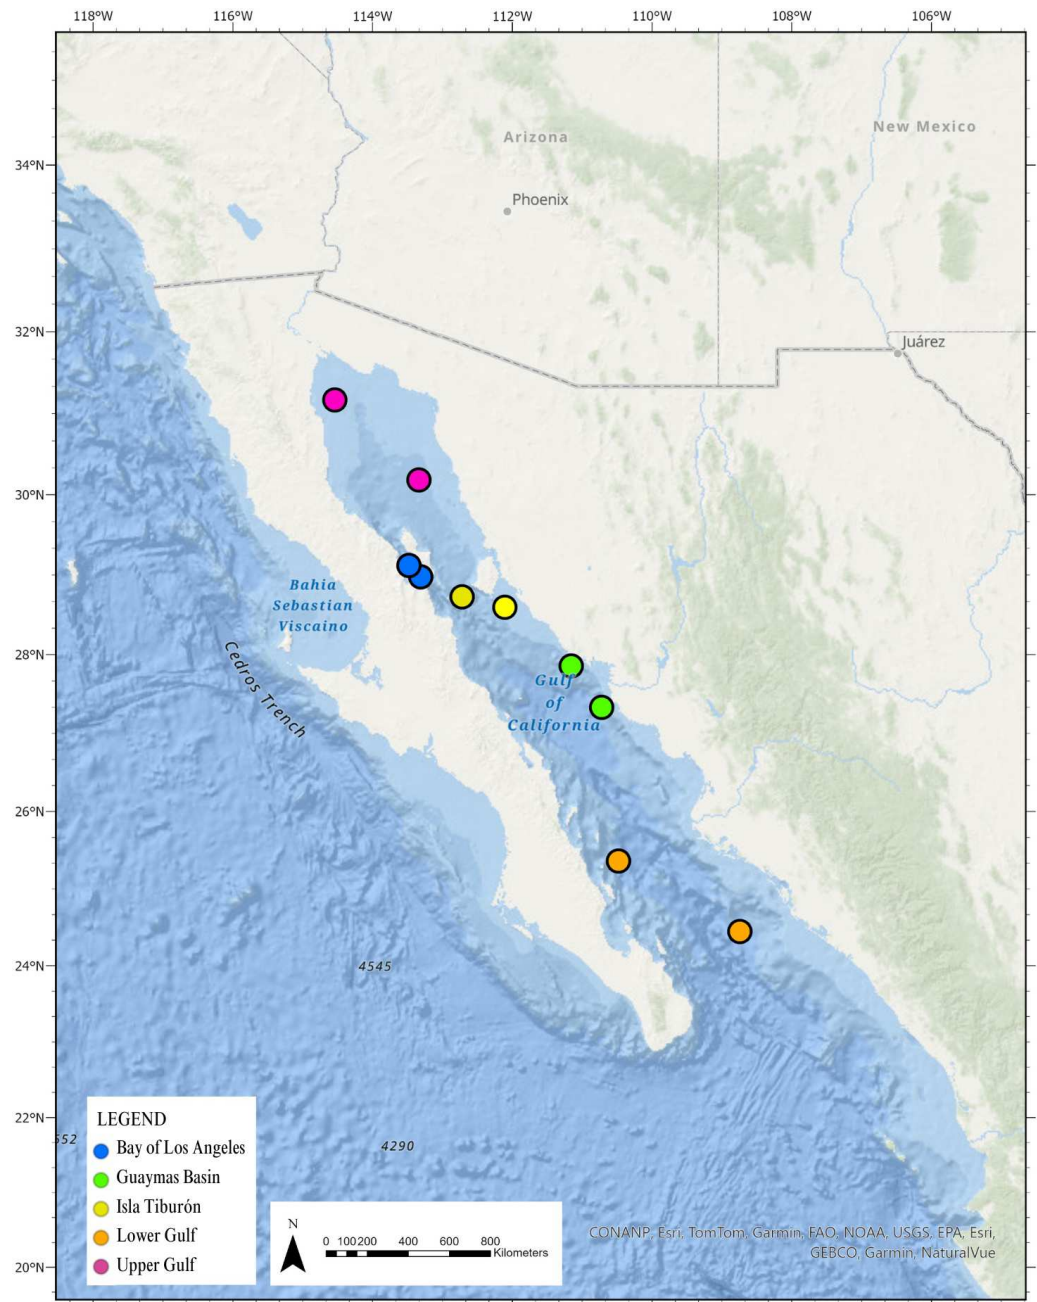 118°W 116°W 114°W 112°W 110°W 108°W 106°W
34°N
32°N
30°N
28°N
26°N
24°N
22°N
20°N
Arizona
New Mexico
Phoenix
Juárez
Bahia
Sebastian
Viscaino
Cedros Trench
Gulf
of
California
4545
4290
552
LEGEND
Bay of Los Angeles
Guaymas Basin
Isla Tiburón
Lower Gulf
Upper Gulf
N
0 100 200 400 600 800
Kilometers
CONANP, Esri, TomTom, Garmin, FAO, NOAA, USGS, EPA, Esri,
GEBCO, Garmin, NaturalVue